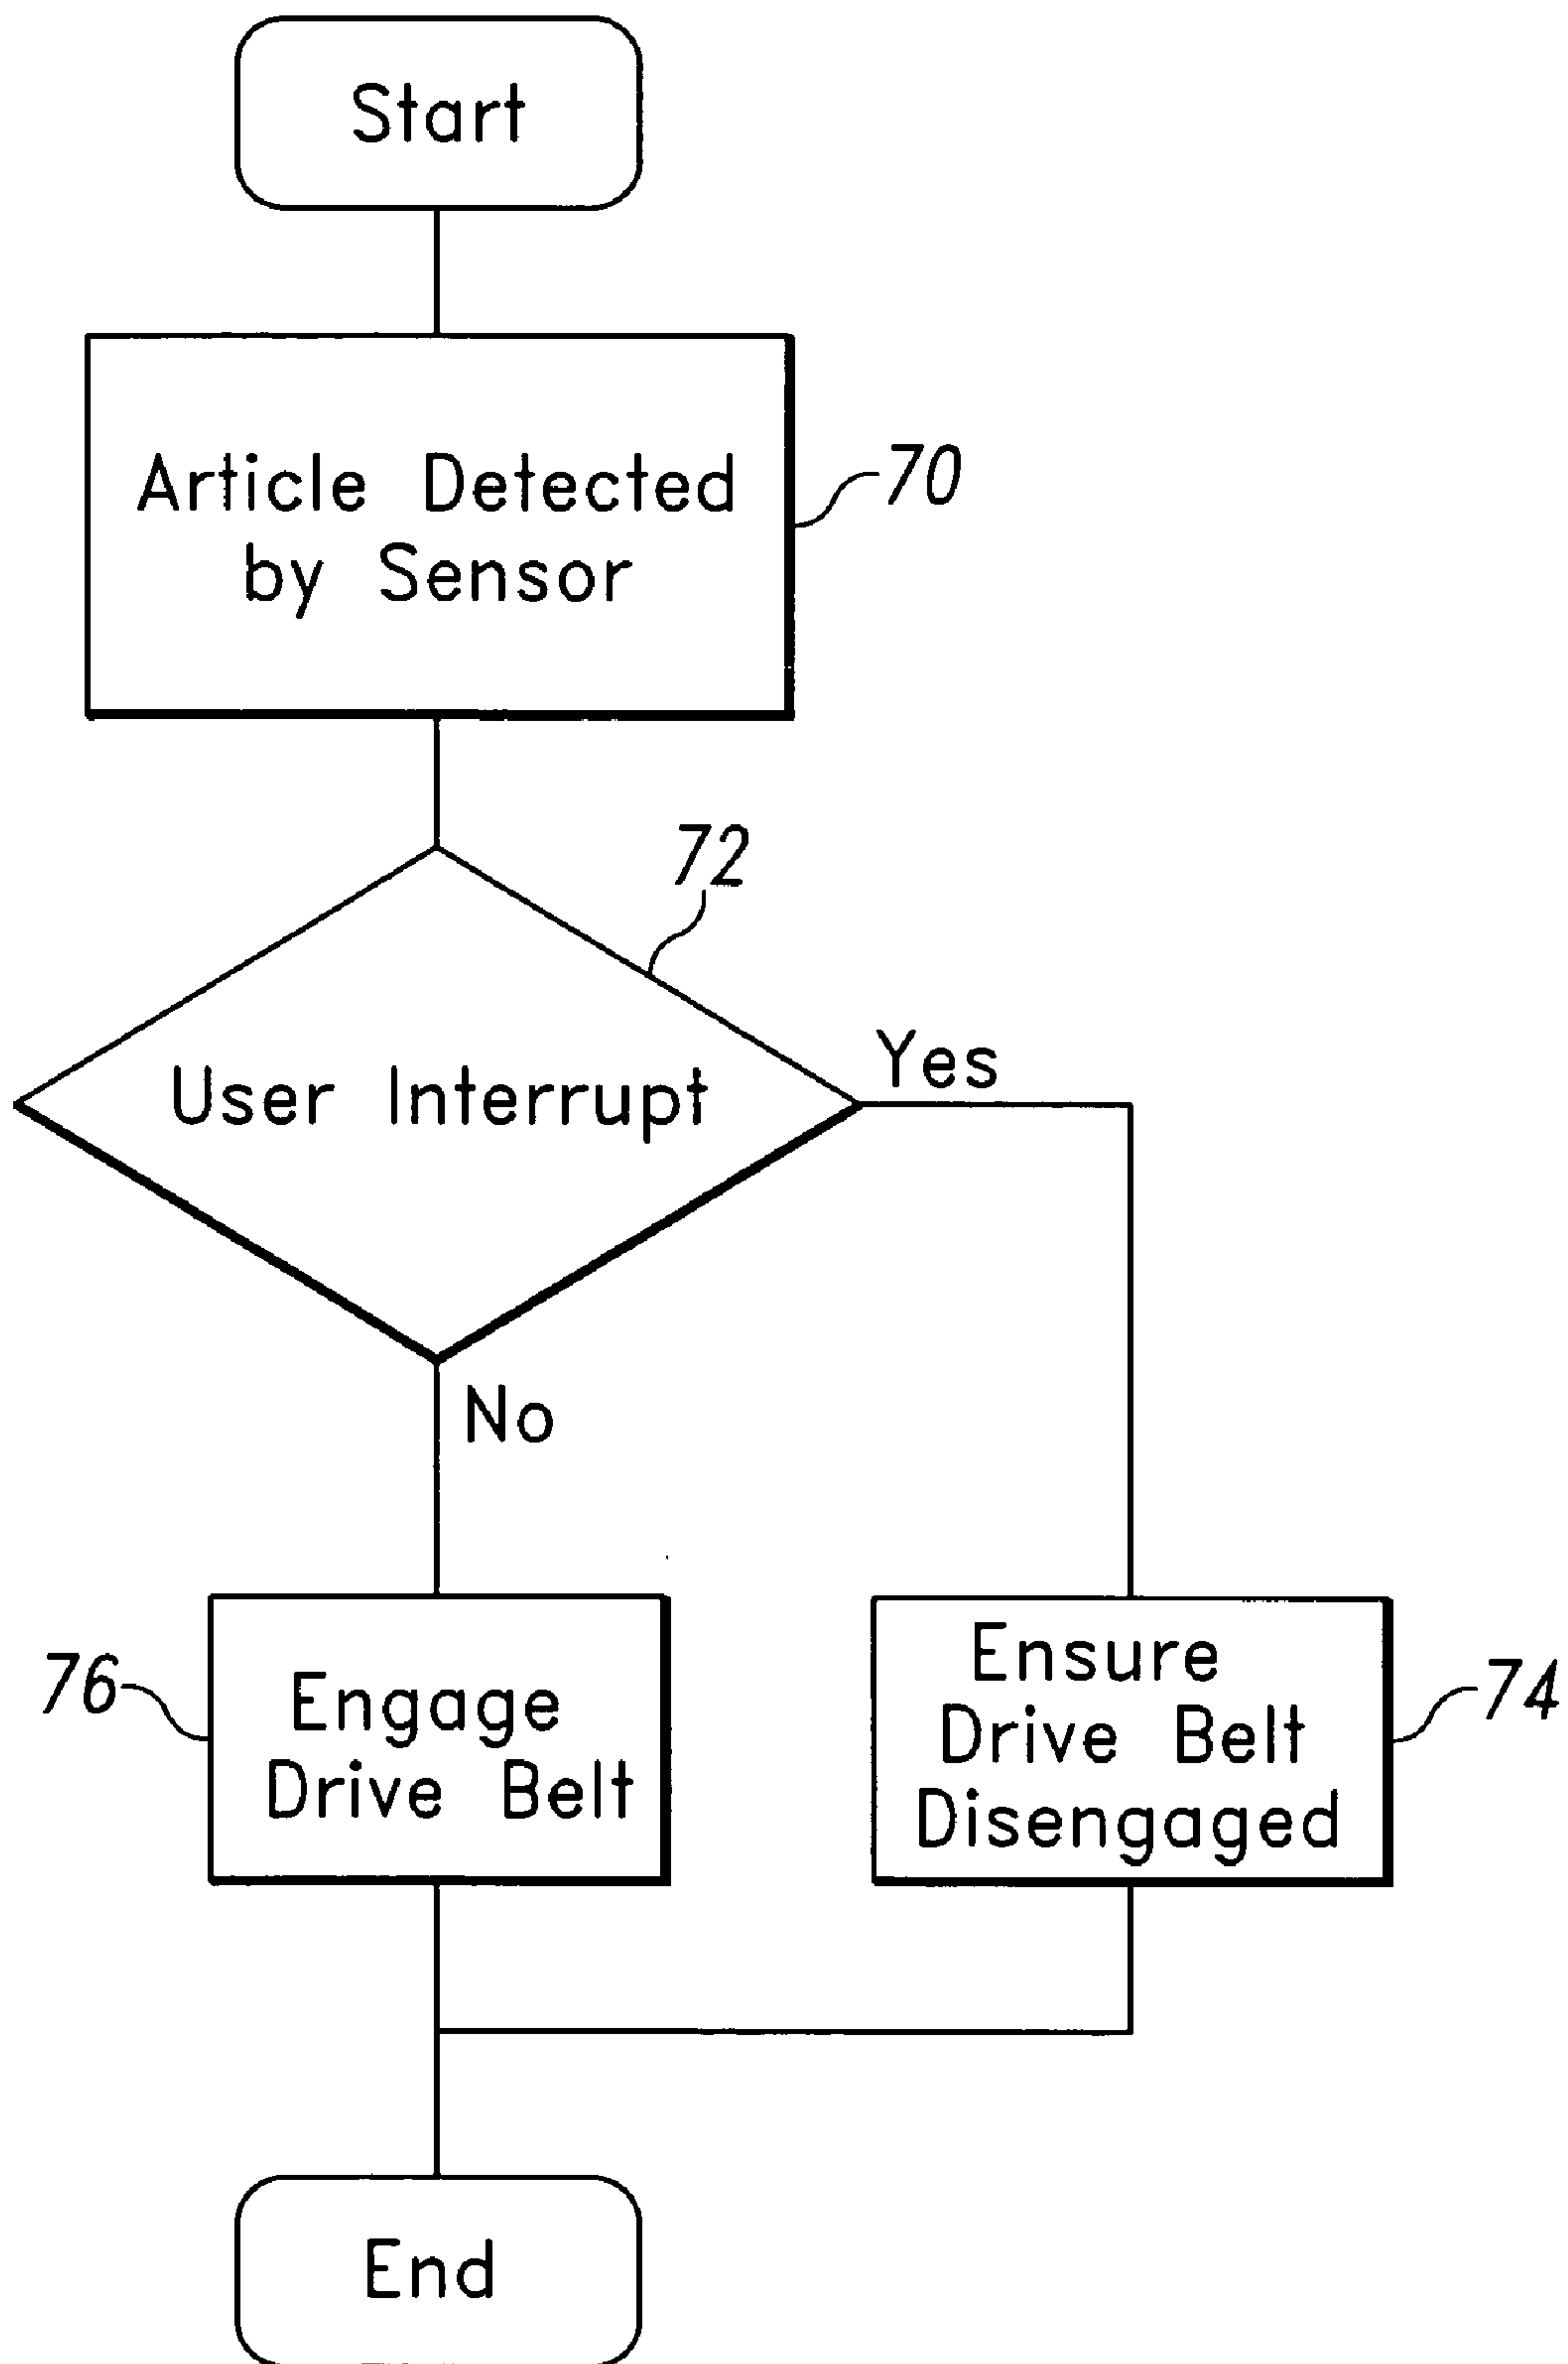 Start
Article Detected
by Sensor
70
72
User Interrupt
Yes
No
76
Engage
Drive Belt
Ensure
Drive Belt
Disengaged
74
End